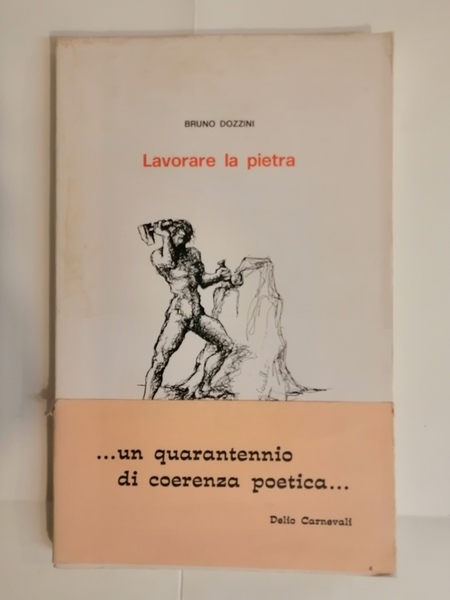 BRUNO DOZZINI
Lavorare la pietra
...un quarantennio
di coerenza poetica...
Delio Carnevali